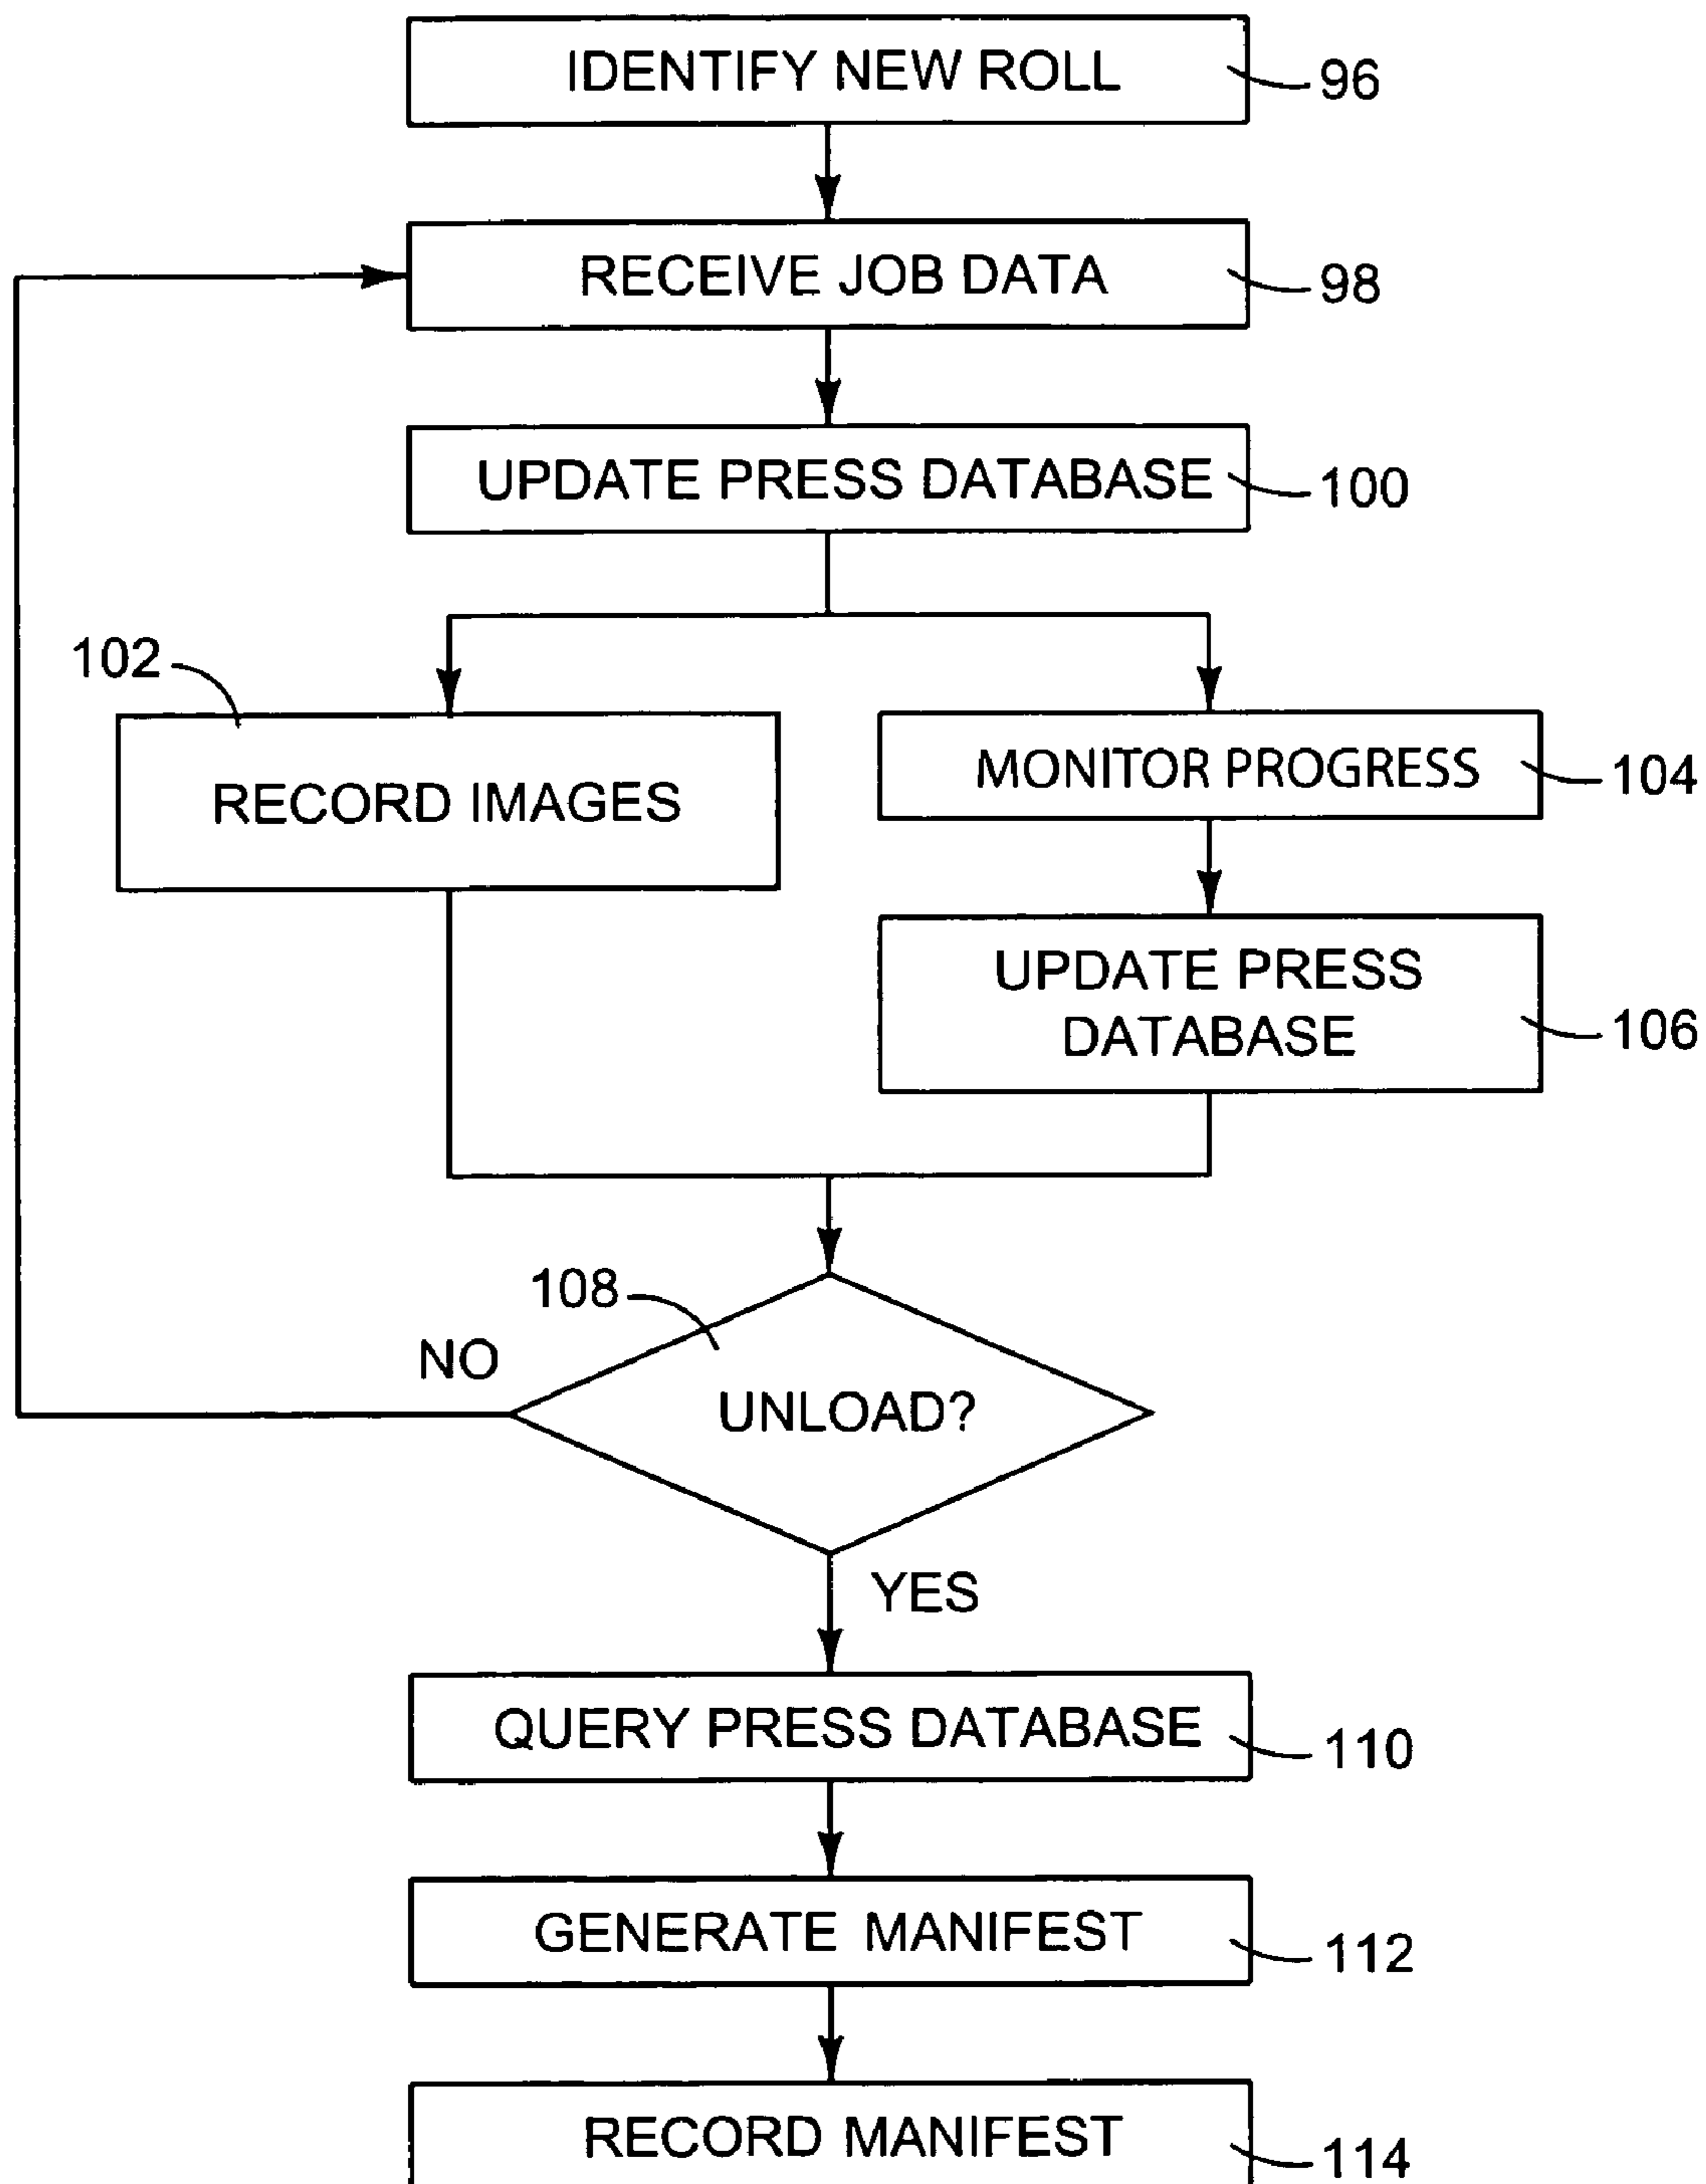 IDENTIFY NEW ROLL
96
RECEIVE JOB DATA
98
UPDATE PRESS DATABASE
100
102
RECORD IMAGES
MONITOR PROGRESS
104
UPDATE PRESS
DATABASE
106
108
NO
UNLOAD?
YES
QUERY PRESS DATABASE
110
GENERATE MANIFEST
112
RECORD MANIFEST
114